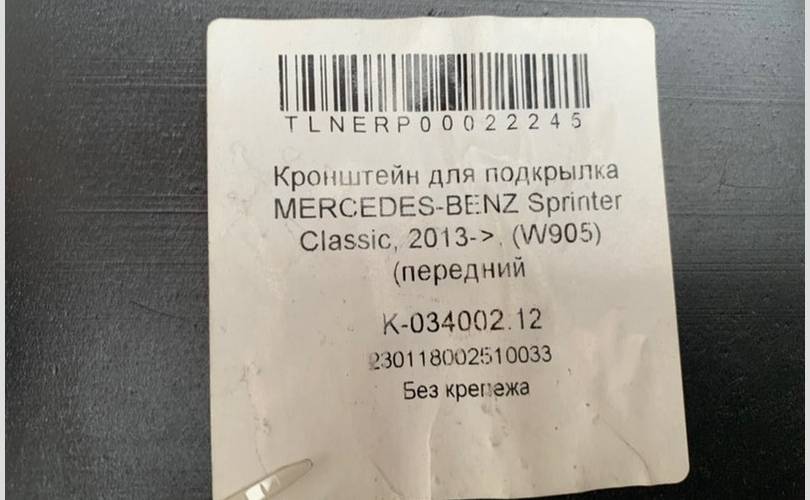 TLNERP00022245
Кронштейн для подкрылка
MERCEDES-BENZ Sprinter
Classic, 2013->, (W905)
(передний
K-034002.12
230118002510033
Без крепежа